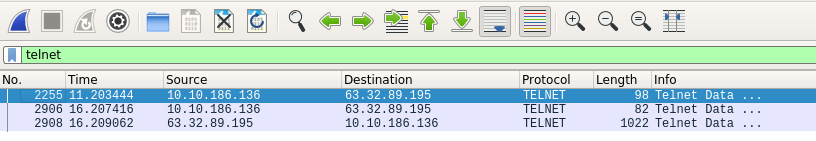 telnet
No. Time Source Destination Protocol Length Info
2255 11.203444 10.10.186.136 63.32.89.195 TELNET 98 Telnet Data ...
2906 16.207416 10.10.186.136 63.32.89.195 TELNET 82 Telnet Data ...
2908 16.209062 63.32.89.195 10.10.186.136 TELNET 1022 Telnet Data ...